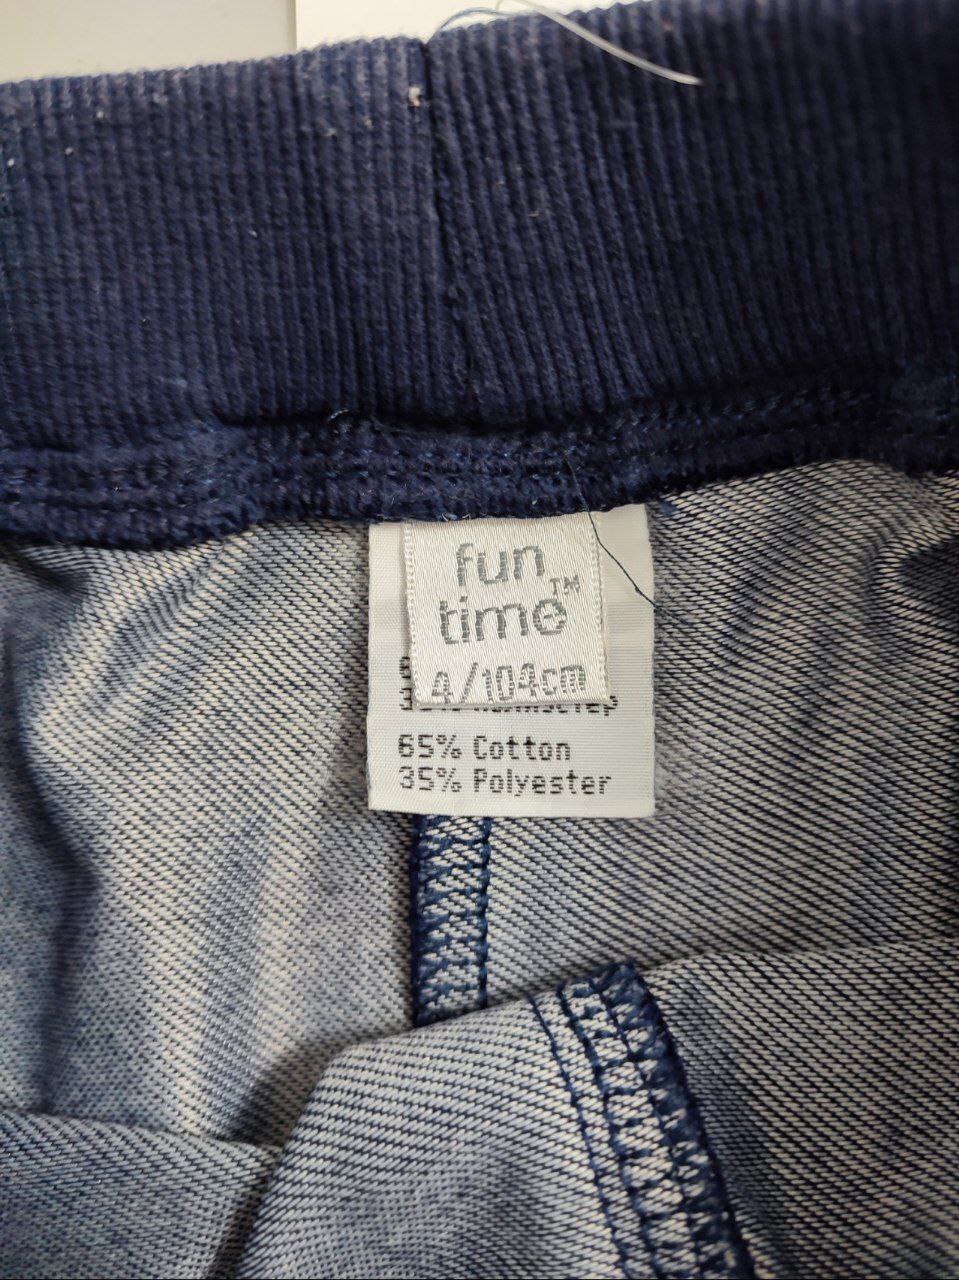 fun
time™
4/104cm
65% Cotton
35% Polyester